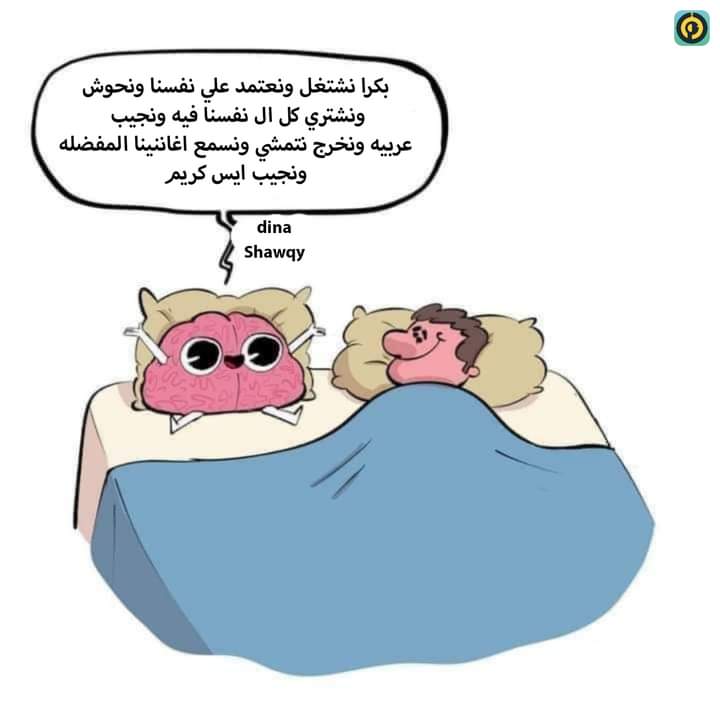 بكرا نشتغل ونعتمد علي نفسنا ونحوش
ونشتري كل ال نفسنا فيه ونجيب
عربيه ونخرج نتمشي ونسمع اغانينا المفضله
ونجيب ايس كريم
dina
Shawqy